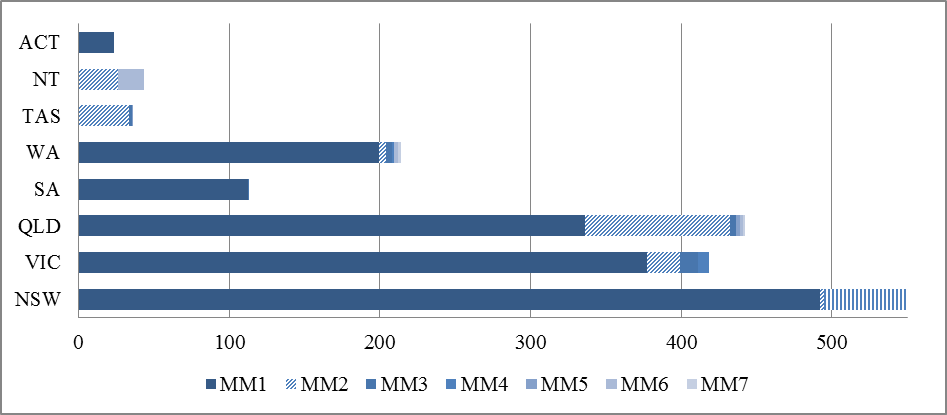 ACT
NT
TAS
WA
SA
QLD
VIC
NSW
0 100 200 300 400 500
MM1 MM2 MM3 MM4 MM5 MM6 MM7